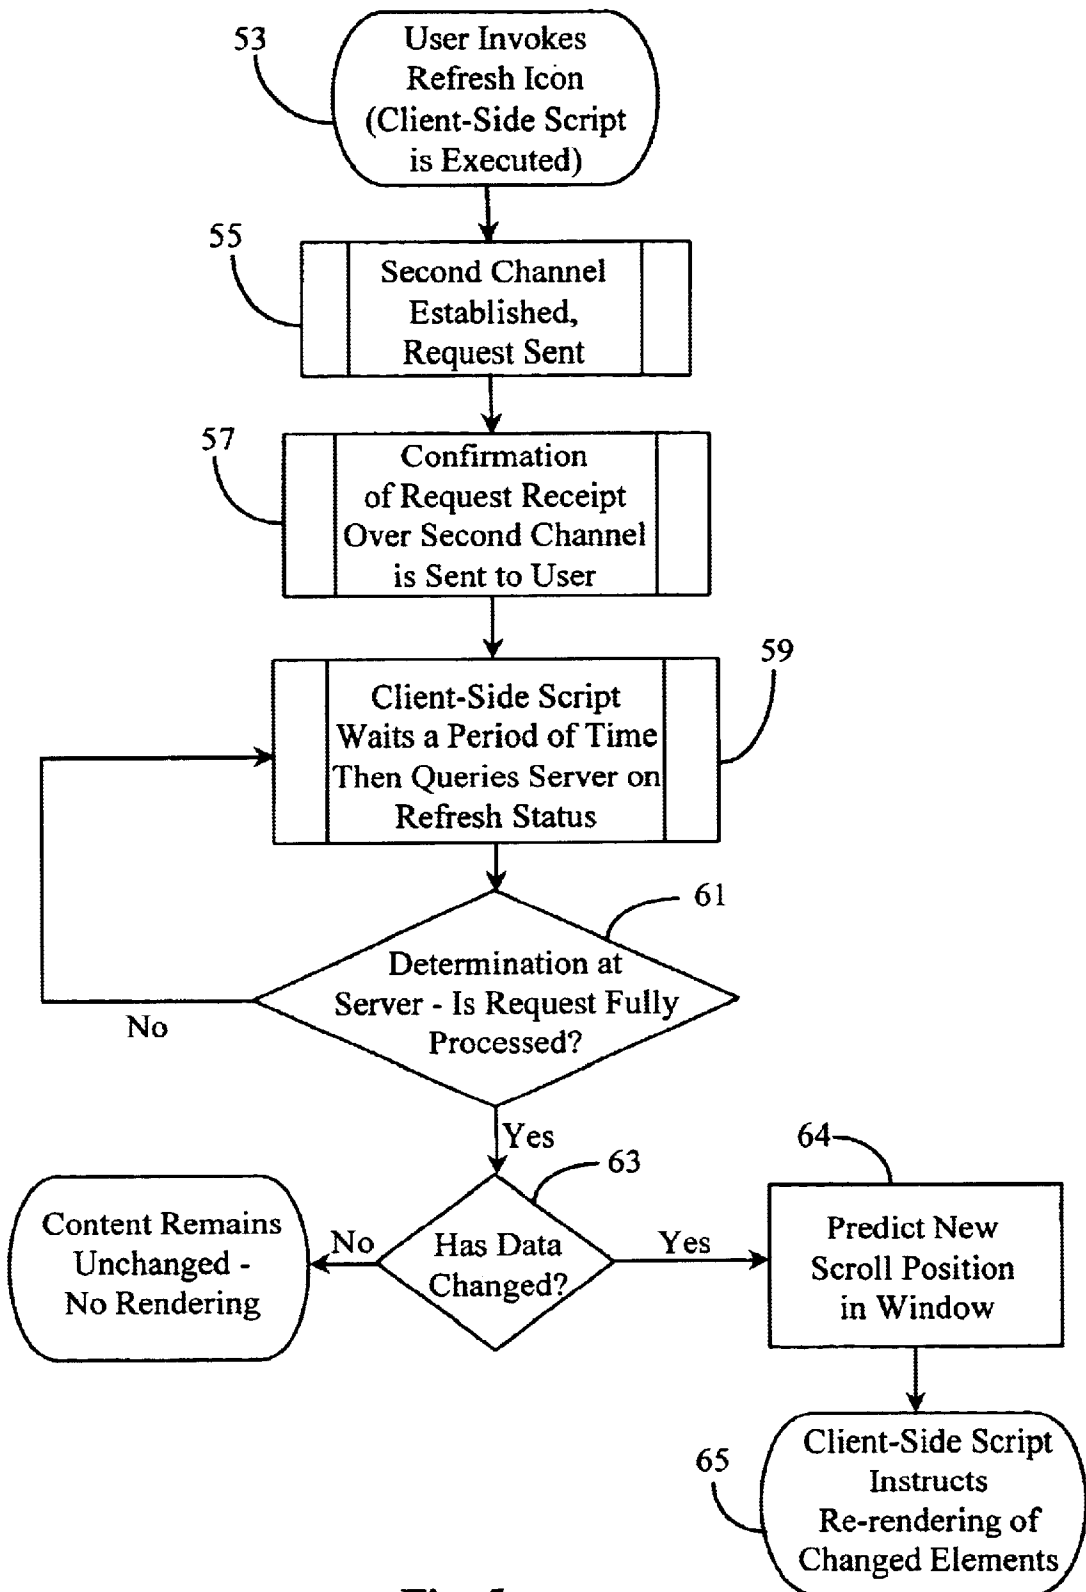 53
User Invokes
Refresh Icon
(Client-Side Script
is Executed)
55
Second Channel
Established,
Request Sent
57
Confirmation
of Request Receipt
Over Second Channel
is Sent to User
59
Client-Side Script
Waits a Period of Time
Then Queries Server on
Refresh Status
61
Determination at
Server - Is Request Fully
Processed?
No
Yes
63
64
Content Remains
Unchanged -
No Rendering
No
Has Data
Changed?
Yes
Predict New
Scroll Position
in Window
65
Client-Side Script
Instructs
Re-rendering of
Changed Elements